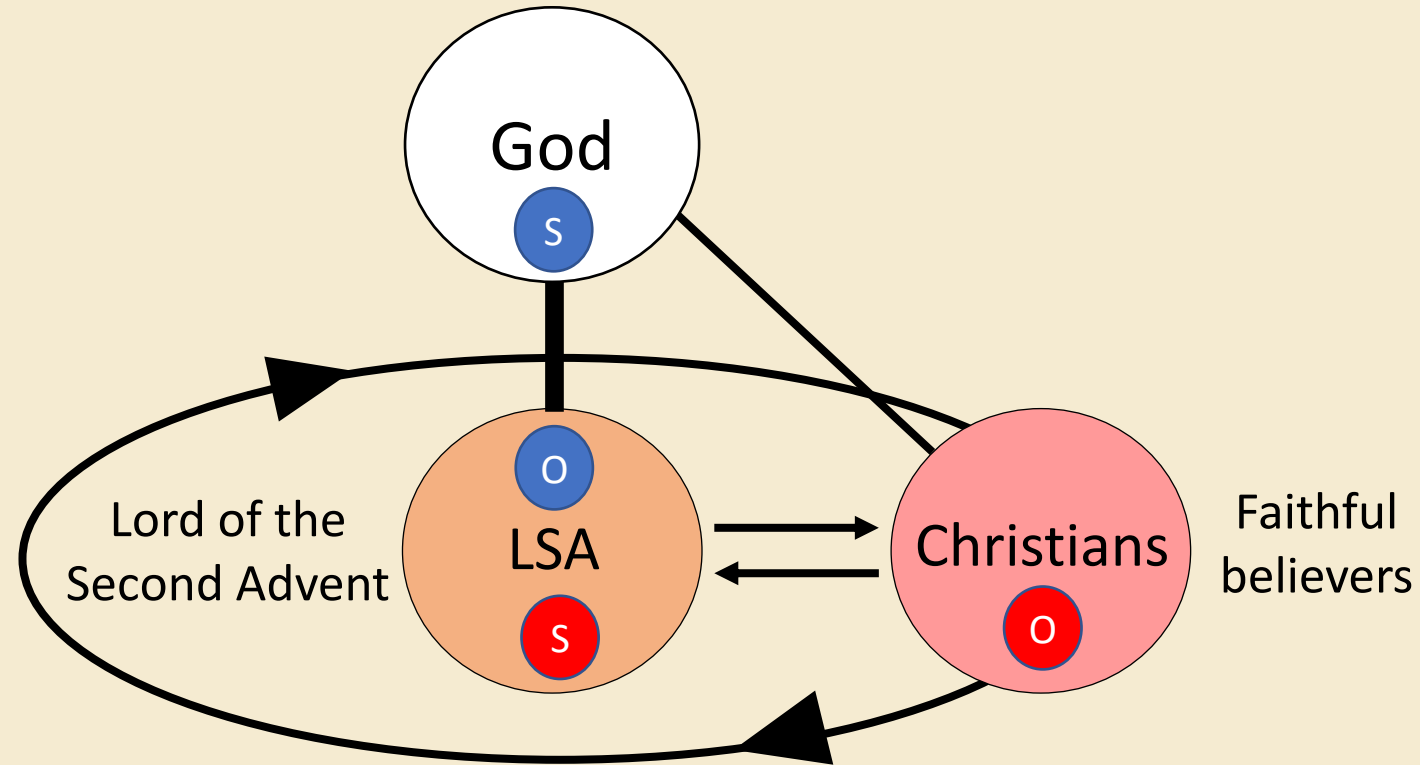 God
S
O
Lord of the
Second Advent
LSA
S
Christians
O
Faithful
believers